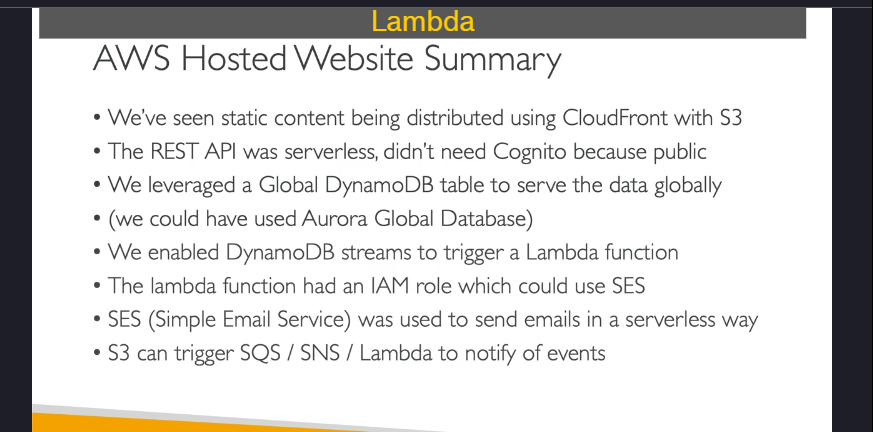 Lambda
AWS Hosted Website Summary
• We’ve seen static content being distributed using CloudFront with S3
• The REST API was serverless, didn’t need Cognito because public
• We leveraged a Global DynamoDB table to serve the data globally
• (we could have used Aurora Global Database)
• We enabled DynamoDB streams to trigger a Lambda function
• The lambda function had an IAM role which could use SES
• SES (Simple Email Service) was used to send emails in a serverless way
• S3 can trigger SQS / SNS / Lambda to notify of events